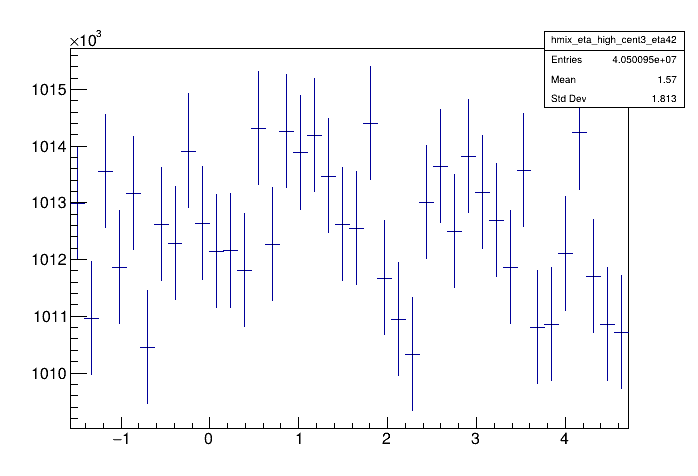 ×10³
hmix_eta_high_cent3_eta42
Entries 4.050095e+07
Mean 1.57
Std Dev 1.813
1015
1014
1013
1012
1011
1010
−1 0 1 2 3 4